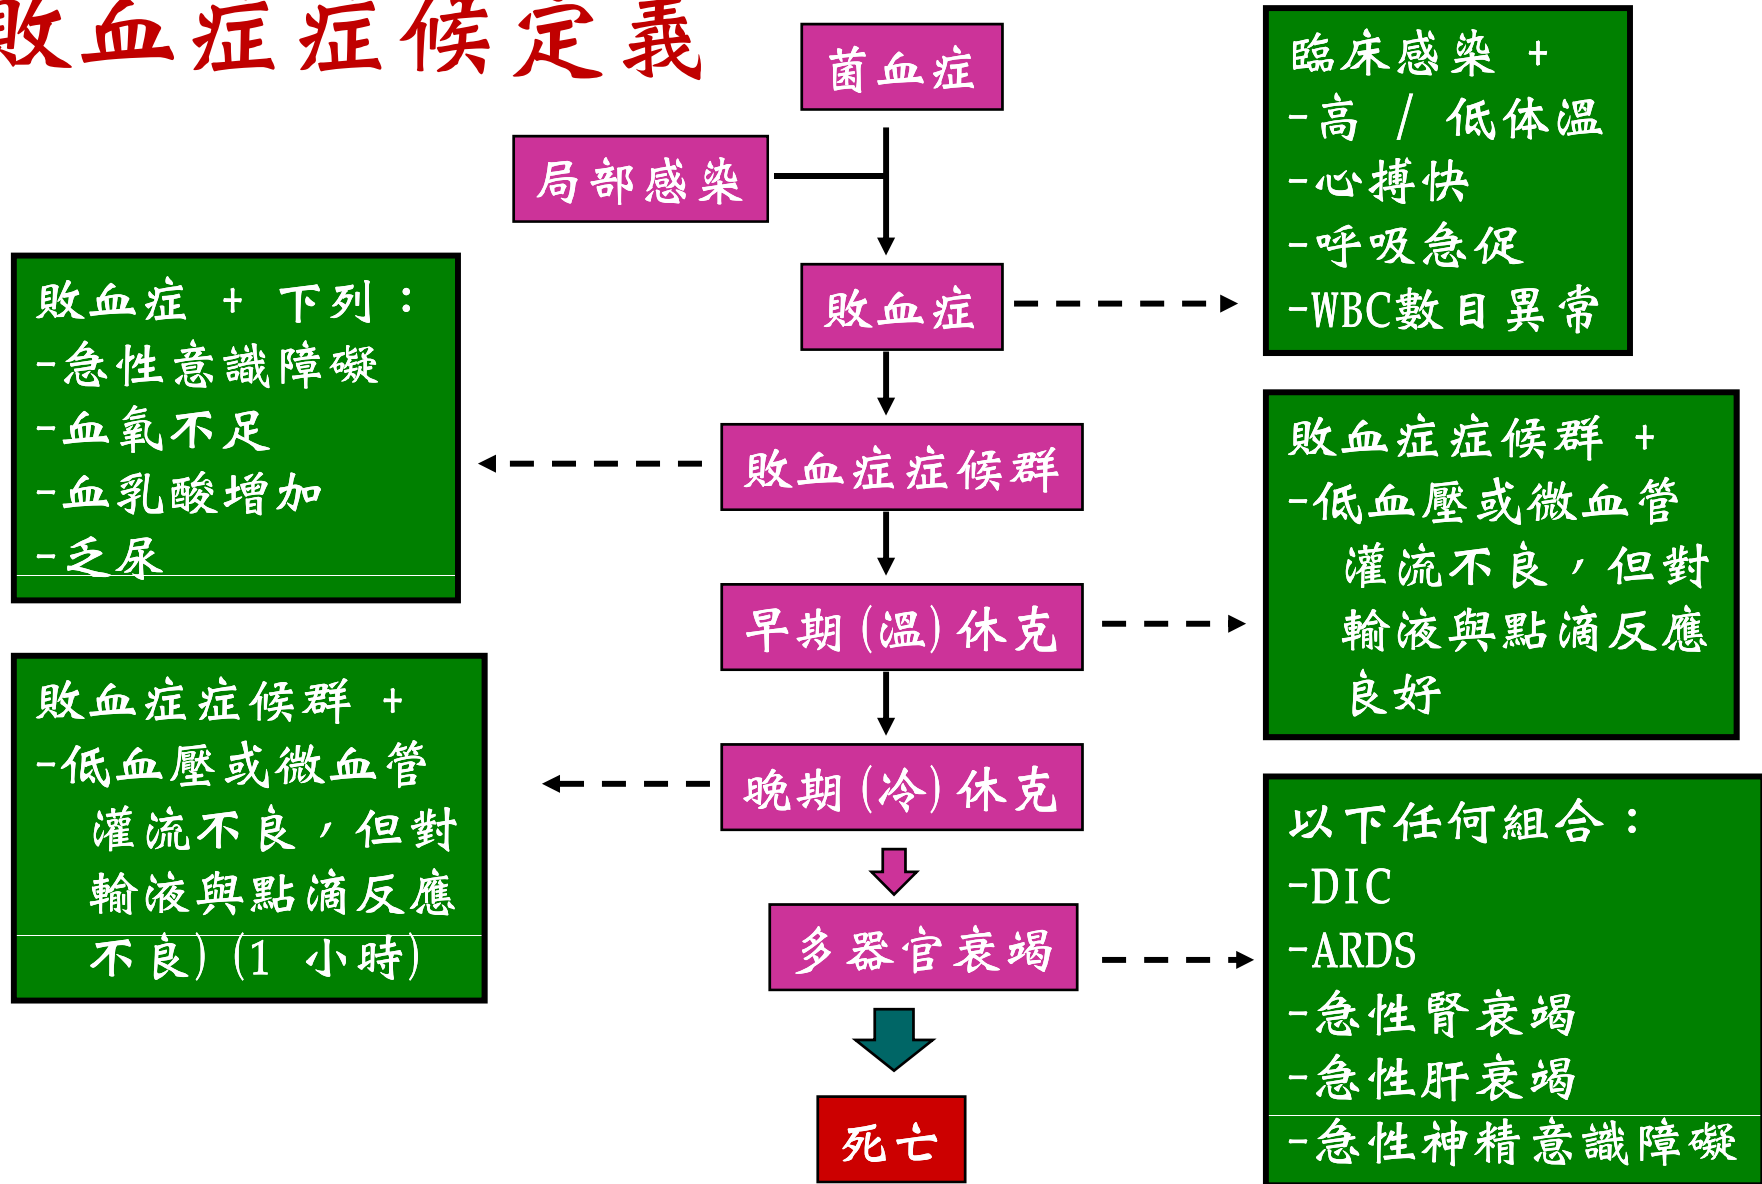 敗血症症候定義
菌血症
局部感染
敗血症
臨床感染 +
-高 / 低体溫
-心搏快
-呼吸急促
-WBC數目異常
敗血症 + 下列：
-急性意識障礙
-血氧不足
-血乳酸增加
-乏尿
敗血症症候群
敗血症症候群 +
-低血壓或微血管
灌流不良，但對
輸液與點滴反應
良好
早期(溫)休克
敗血症症候群 +
-低血壓或微血管
灌流不良，但對
輸液與點滴反應
不良)(1 小時)
晚期(冷)休克
多器官衰竭
以下任何組合：
-DIC
-ARDS
-急性腎衰竭
-急性肝衰竭
-急性神精意識障礙
死亡